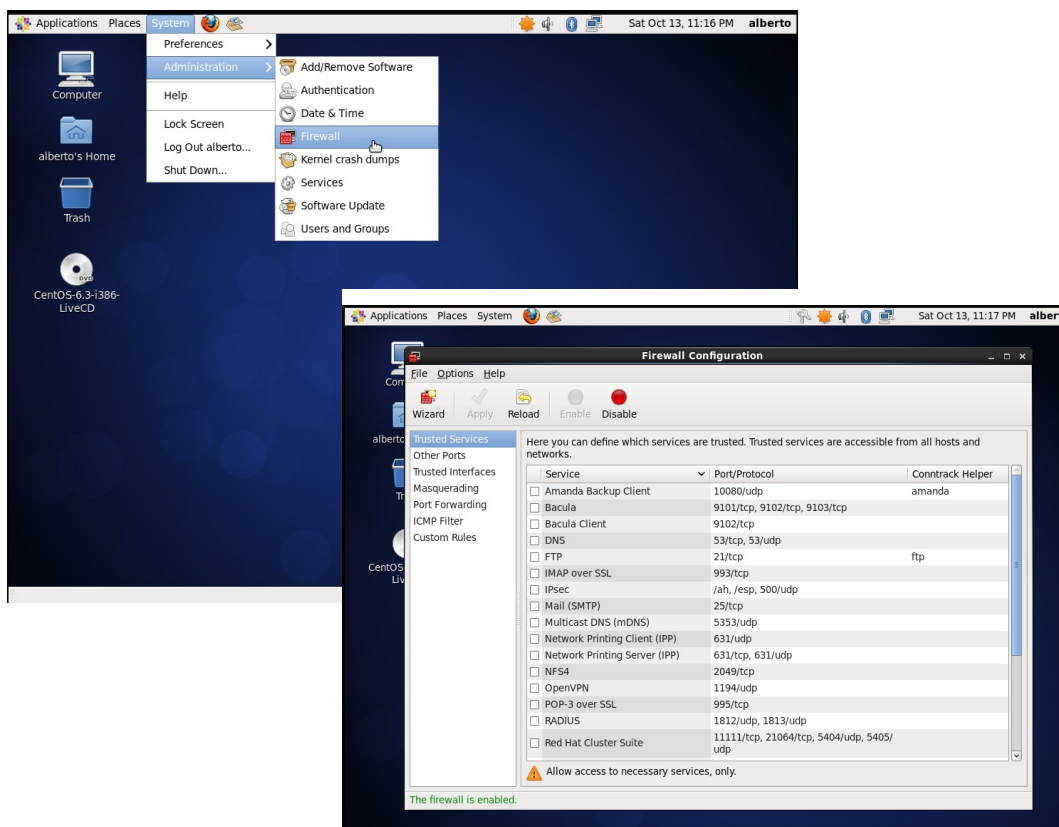 Applications Places System Sat Oct 13, 11:16 PM alberto
Preferences
Administration
Help
Lock Screen
Log Out alberto...
Shut Down...
Add/Remove Software
Authentication
Date & Time
Firewall
Kernel crash dumps
Services
Software Update
Users and Groups
Computer
alberto's Home
Trash
DVD
CentOS-6.3-i386-
LiveCD
Applications Places System Sat Oct 13, 11:17 PM alber
Com
alberto
Tr
CentOS
Liv
Firewall Configuration
File Options Help
Wizard Apply Reload Enable Disable
Trusted Services
Other Ports
Trusted Interfaces
Masquerading
Port Forwarding
ICMP Filter
Custom Rules
Here you can define which services are trusted. Trusted services are accessible from all hosts and
networks.
Service Port/Protocol Conntrack Helper
Amanda Backup Client 10080/udp amanda
Bacula 9101/tcp, 9102/tcp, 9103/tcp
Bacula Client 9102/tcp
DNS 53/tcp, 53/udp
FTP 21/tcp ftp
IMAP over SSL 993/tcp
IPsec /ah, /esp, 500/udp
Mail (SMTP) 25/tcp
Multicast DNS (mDNS) 5353/udp
Network Printing Client (IPP) 631/udp
Network Printing Server (IPP) 631/tcp, 631/udp
NFS4 2049/tcp
OpenVPN 1194/udp
POP-3 over SSL 995/tcp
RADIUS 1812/udp, 1813/udp
Red Hat Cluster Suite 11111/tcp, 21064/tcp, 5404/udp, 5405/
udp
Allow access to necessary services, only.
The firewall is enabled.